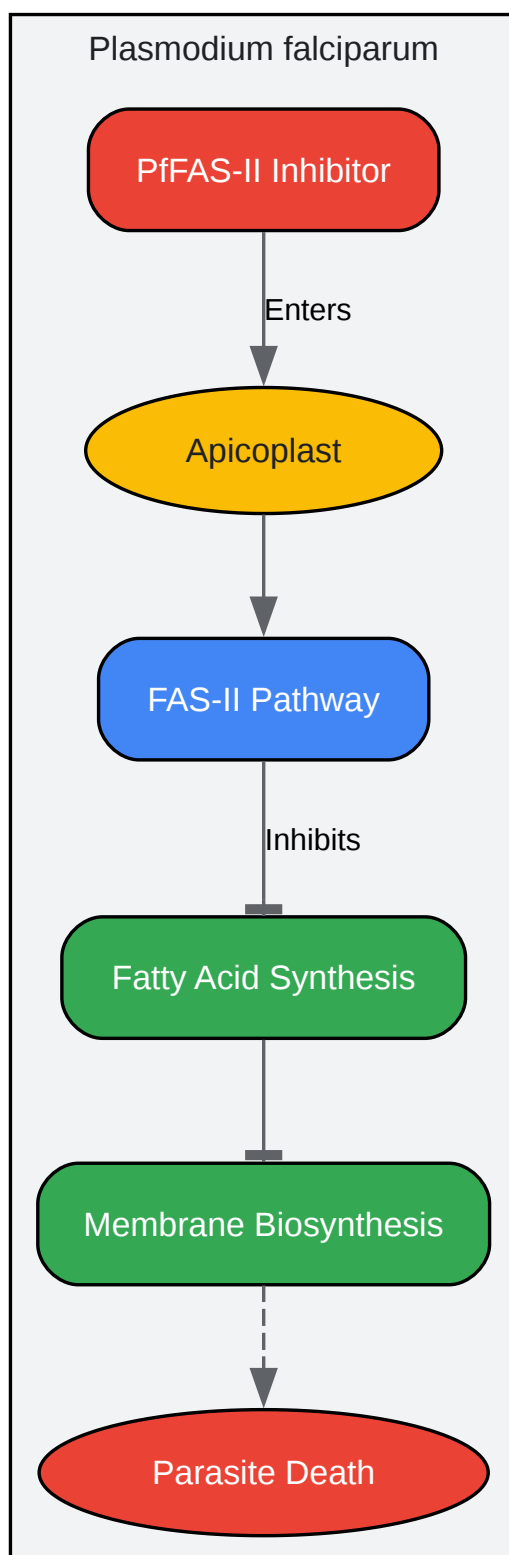 Plasmodium falciparum
PfFAS-II Inhibitor
Enters
Apicoplast
FAS-II Pathway
Inhibits
Fatty Acid Synthesis
Membrane Biosynthesis
Parasite Death